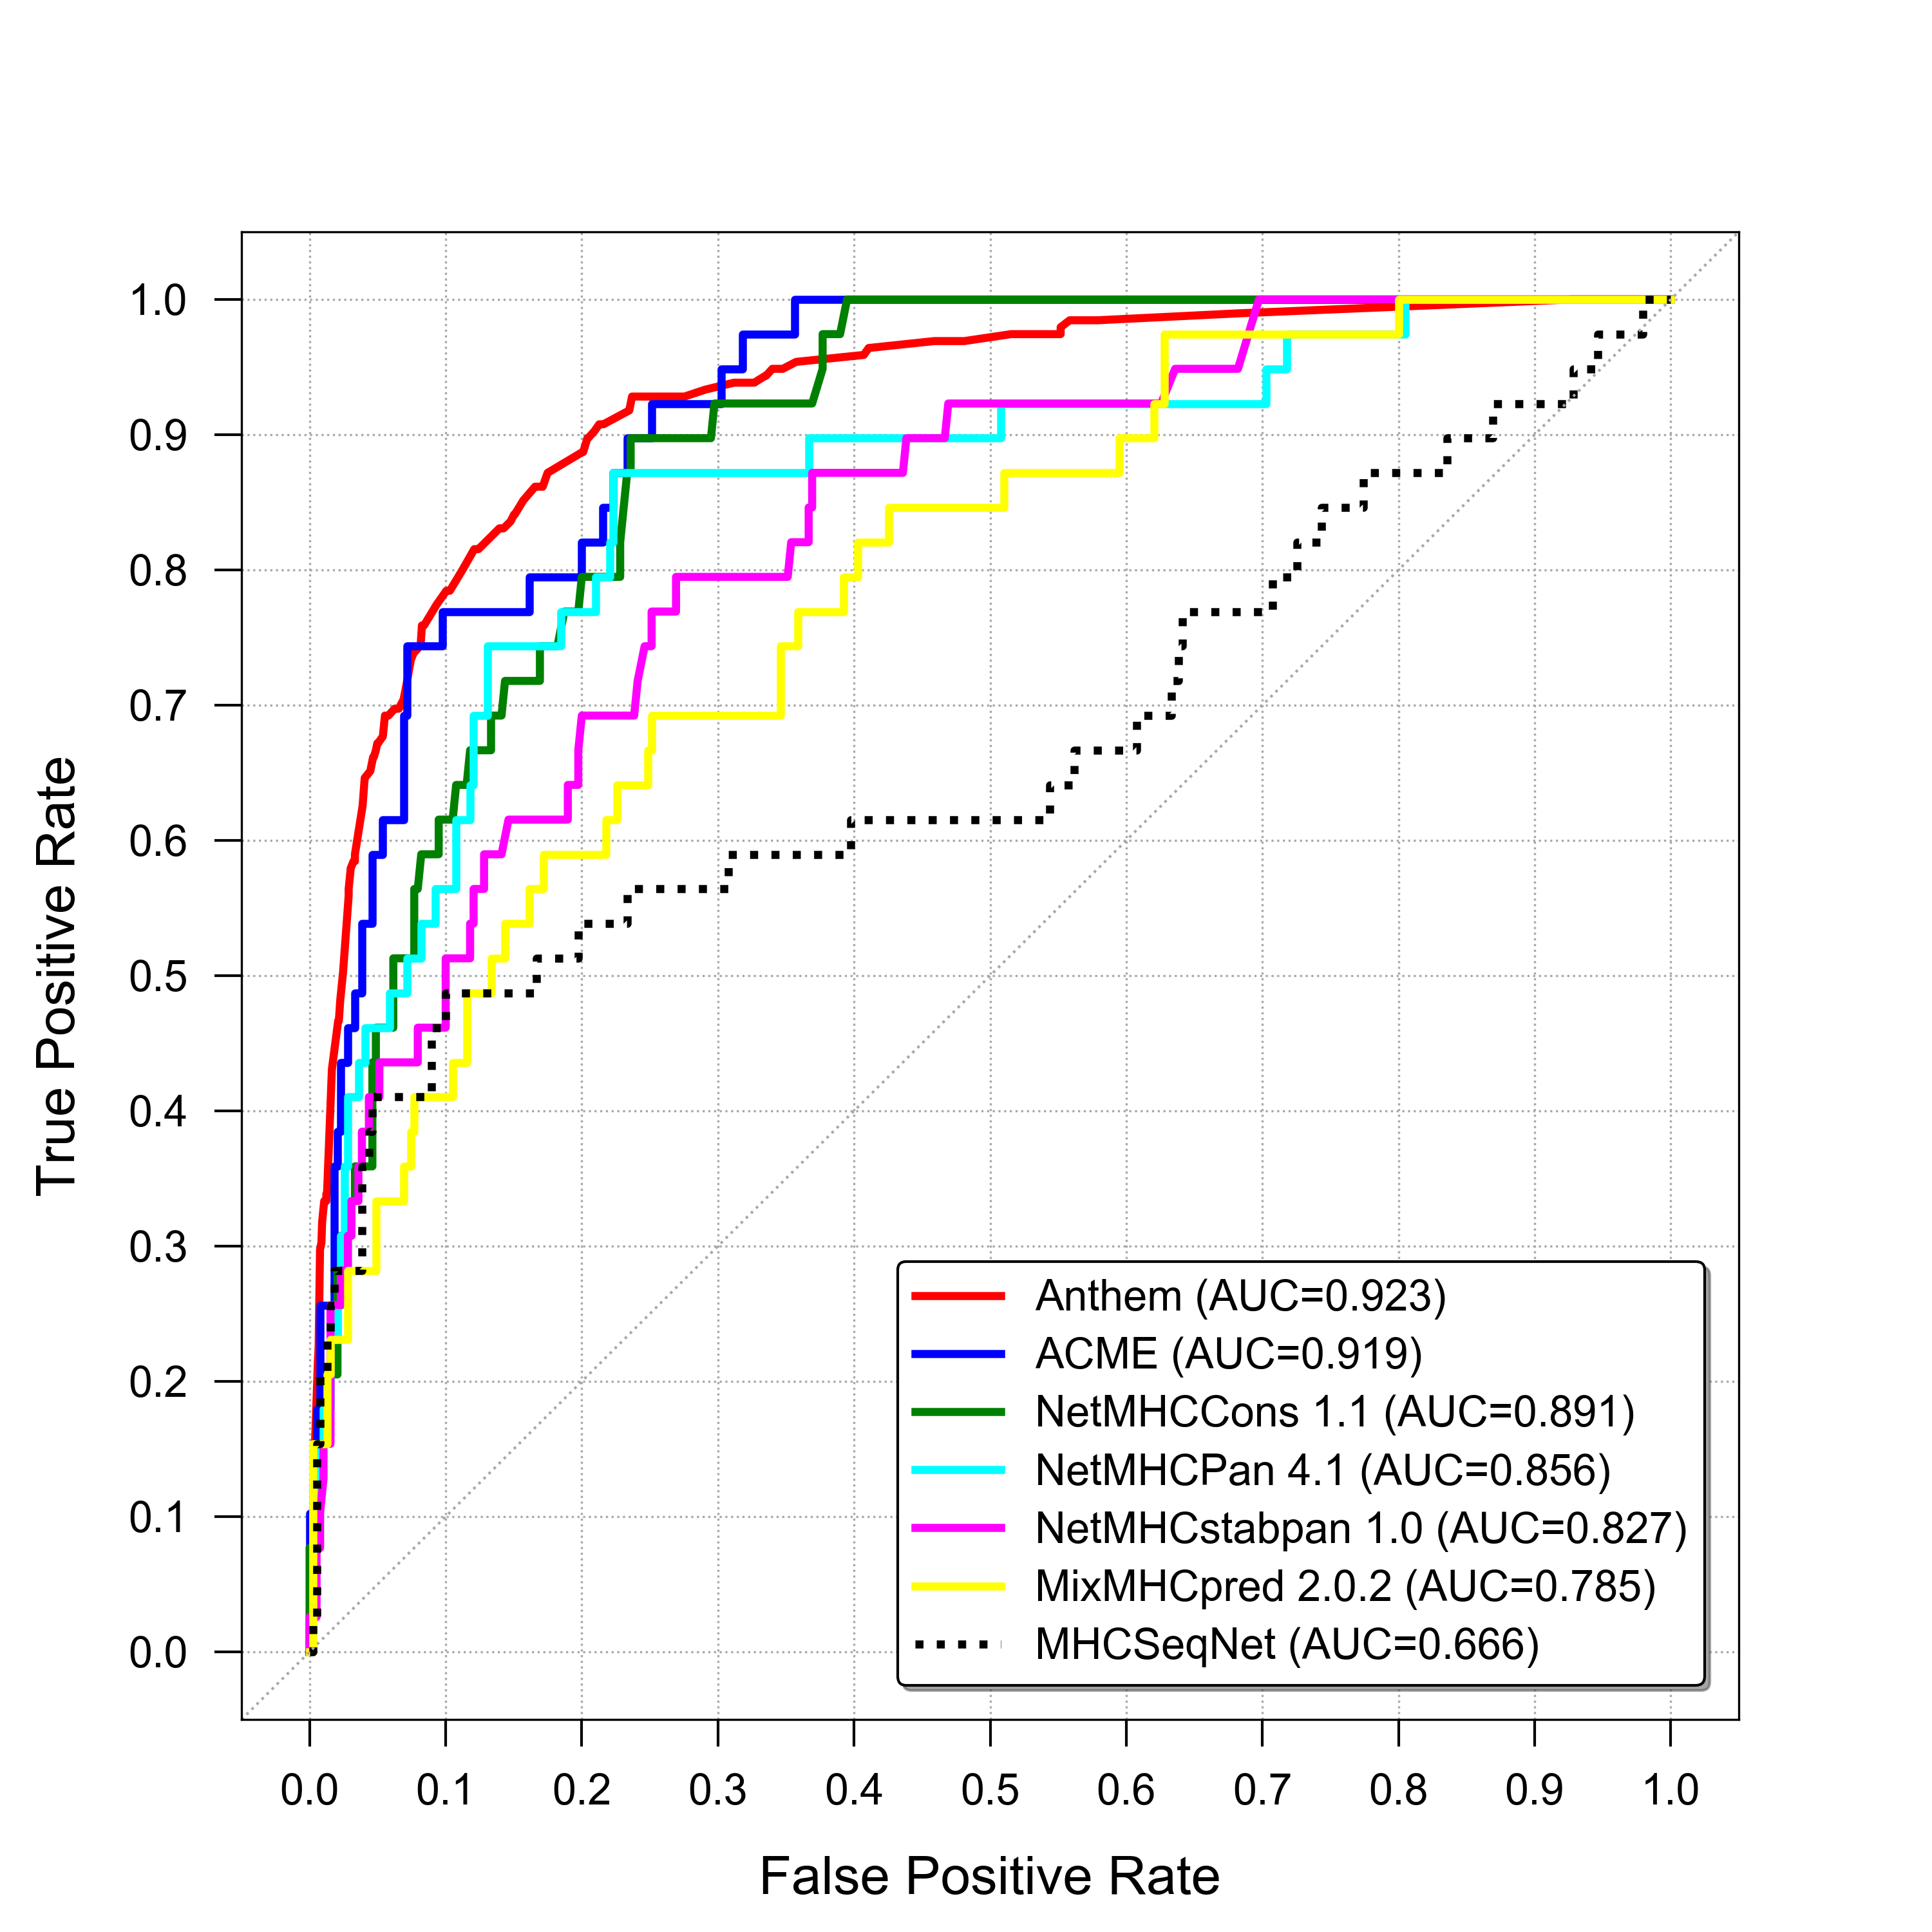 True Positive Rate
1.0
0.9
0.8
0.7
0.6
0.5
0.4
0.3
0.2
0.1
0.0
Anthem (AUC=0.923)
ACME (AUC=0.919)
NetMHCCons 1.1 (AUC=0.891)
NetMHCPan 4.1 (AUC=0.856)
NetMHCstabpan 1.0 (AUC=0.827)
MixMHCpred 2.0.2 (AUC=0.785)
MHCSeqNet (AUC=0.666)
0.0 0.1 0.2 0.3 0.4 0.5 0.6 0.7 0.8 0.9 1.0
False Positive Rate